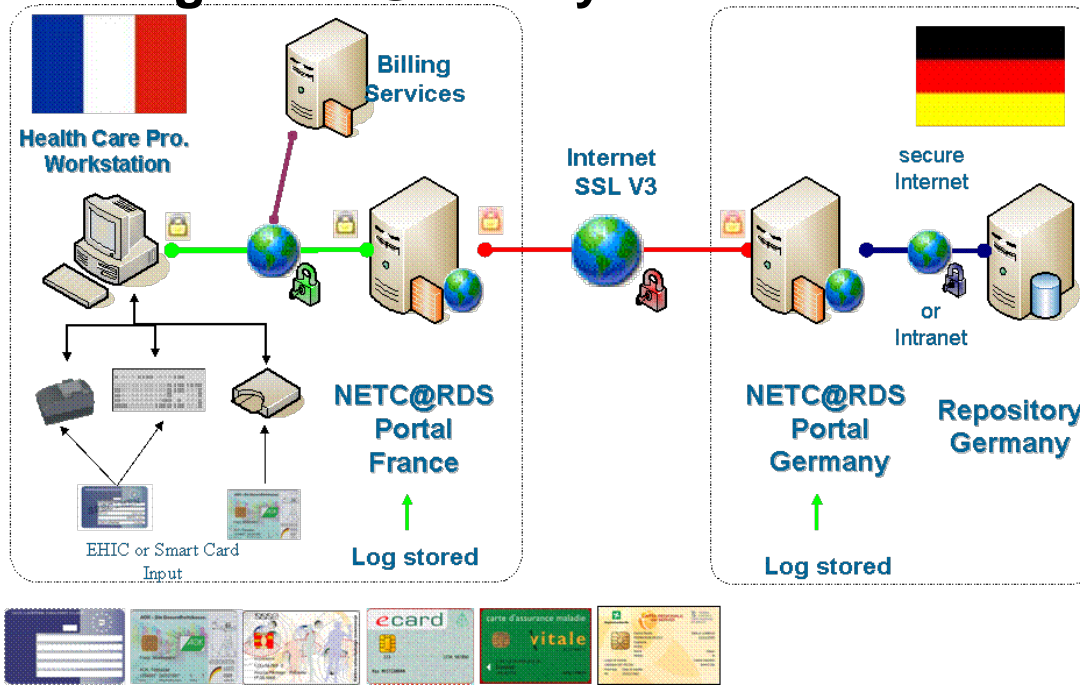 Billing
Services
Health Care Pro.
Workstation
Internet
SSL V3
secure
Internet
or
Intranet
NETC@RDS
Portal
France
NETC@RDS
Portal
Germany
Repository
Germany
EHIC or Smart Card
Input
Log stored
Log stored
ecard
carte d'assurance maladie
vitale